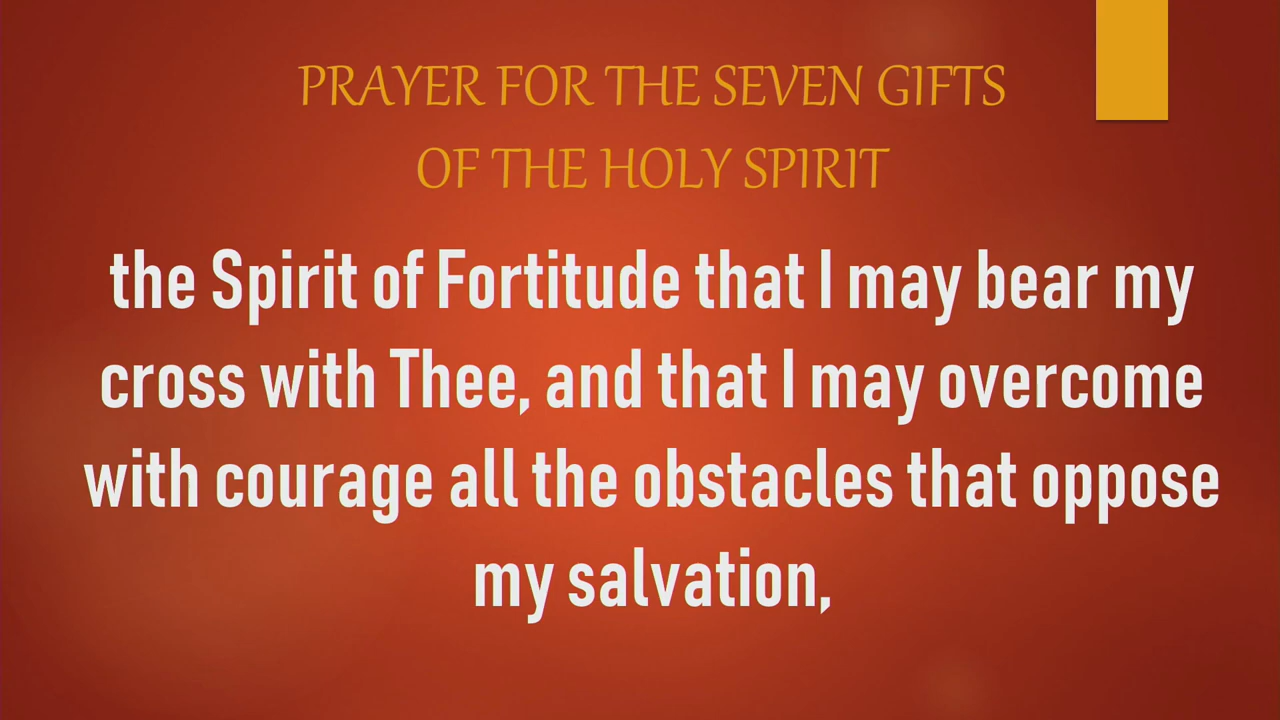 PRAYER FOR THE SEVEN GIFTS
OF THE HOLY SPIRIT
the Spirit of Fortitude that I may bear my
cross with Thee, and that I may overcome
with courage all the obstacles that oppose
my salvation,